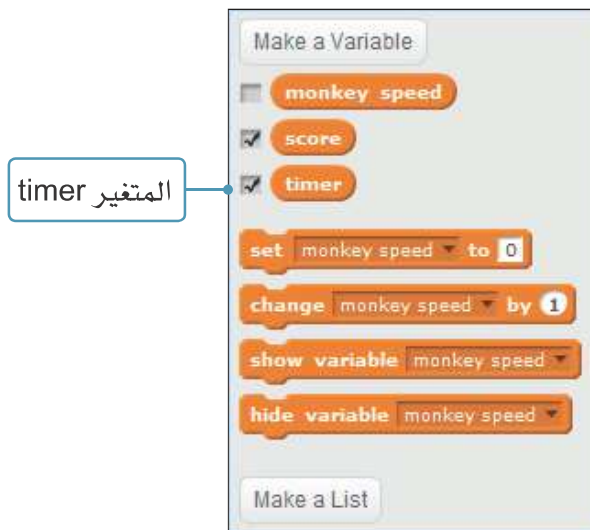 Make a Variable
monkey speed
score
المتغير timer
timer
set monkey speed to 0
change monkey speed by 1
show variable monkey speed
hide variable monkey speed
Make a List